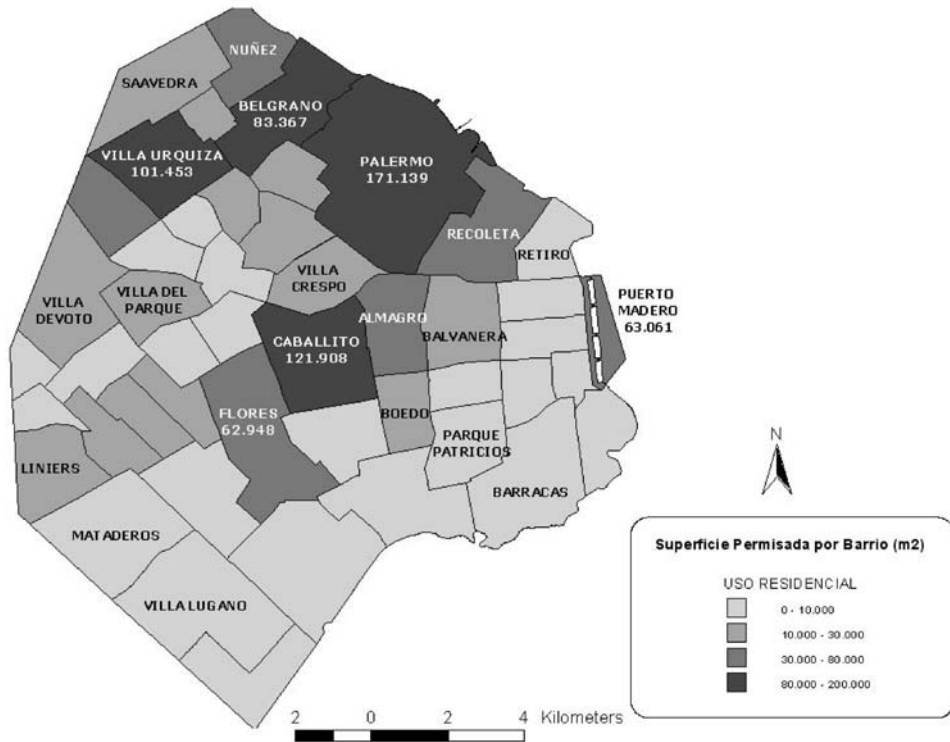 NUÑEZ
SAAVEDRA
BELGRANO
83.367
VILLA URQUIZA
101.453
PALERMO
171.139
RECOLETA
RETIRO
VILLA
CRESPO
VILLA DEL
PARQUE
VILLA
DEVOTO
PUERTO
MADERO
63.061
ALMAGRO
BALVANERA
CABALLITO
121.908
FLORES
62.948
BOEDO
PARQUE
PATRICIOS
LINIERS
BARRACAS
MATADEROS
VILLA LUGANO
N
Superficie Permisada por Barrio (m2)
USO RESIDENCIAL
0 - 10.000
10.000 - 30.000
30.000 - 80.000
80.000 - 200.000
2 0 2 4 Kilometers